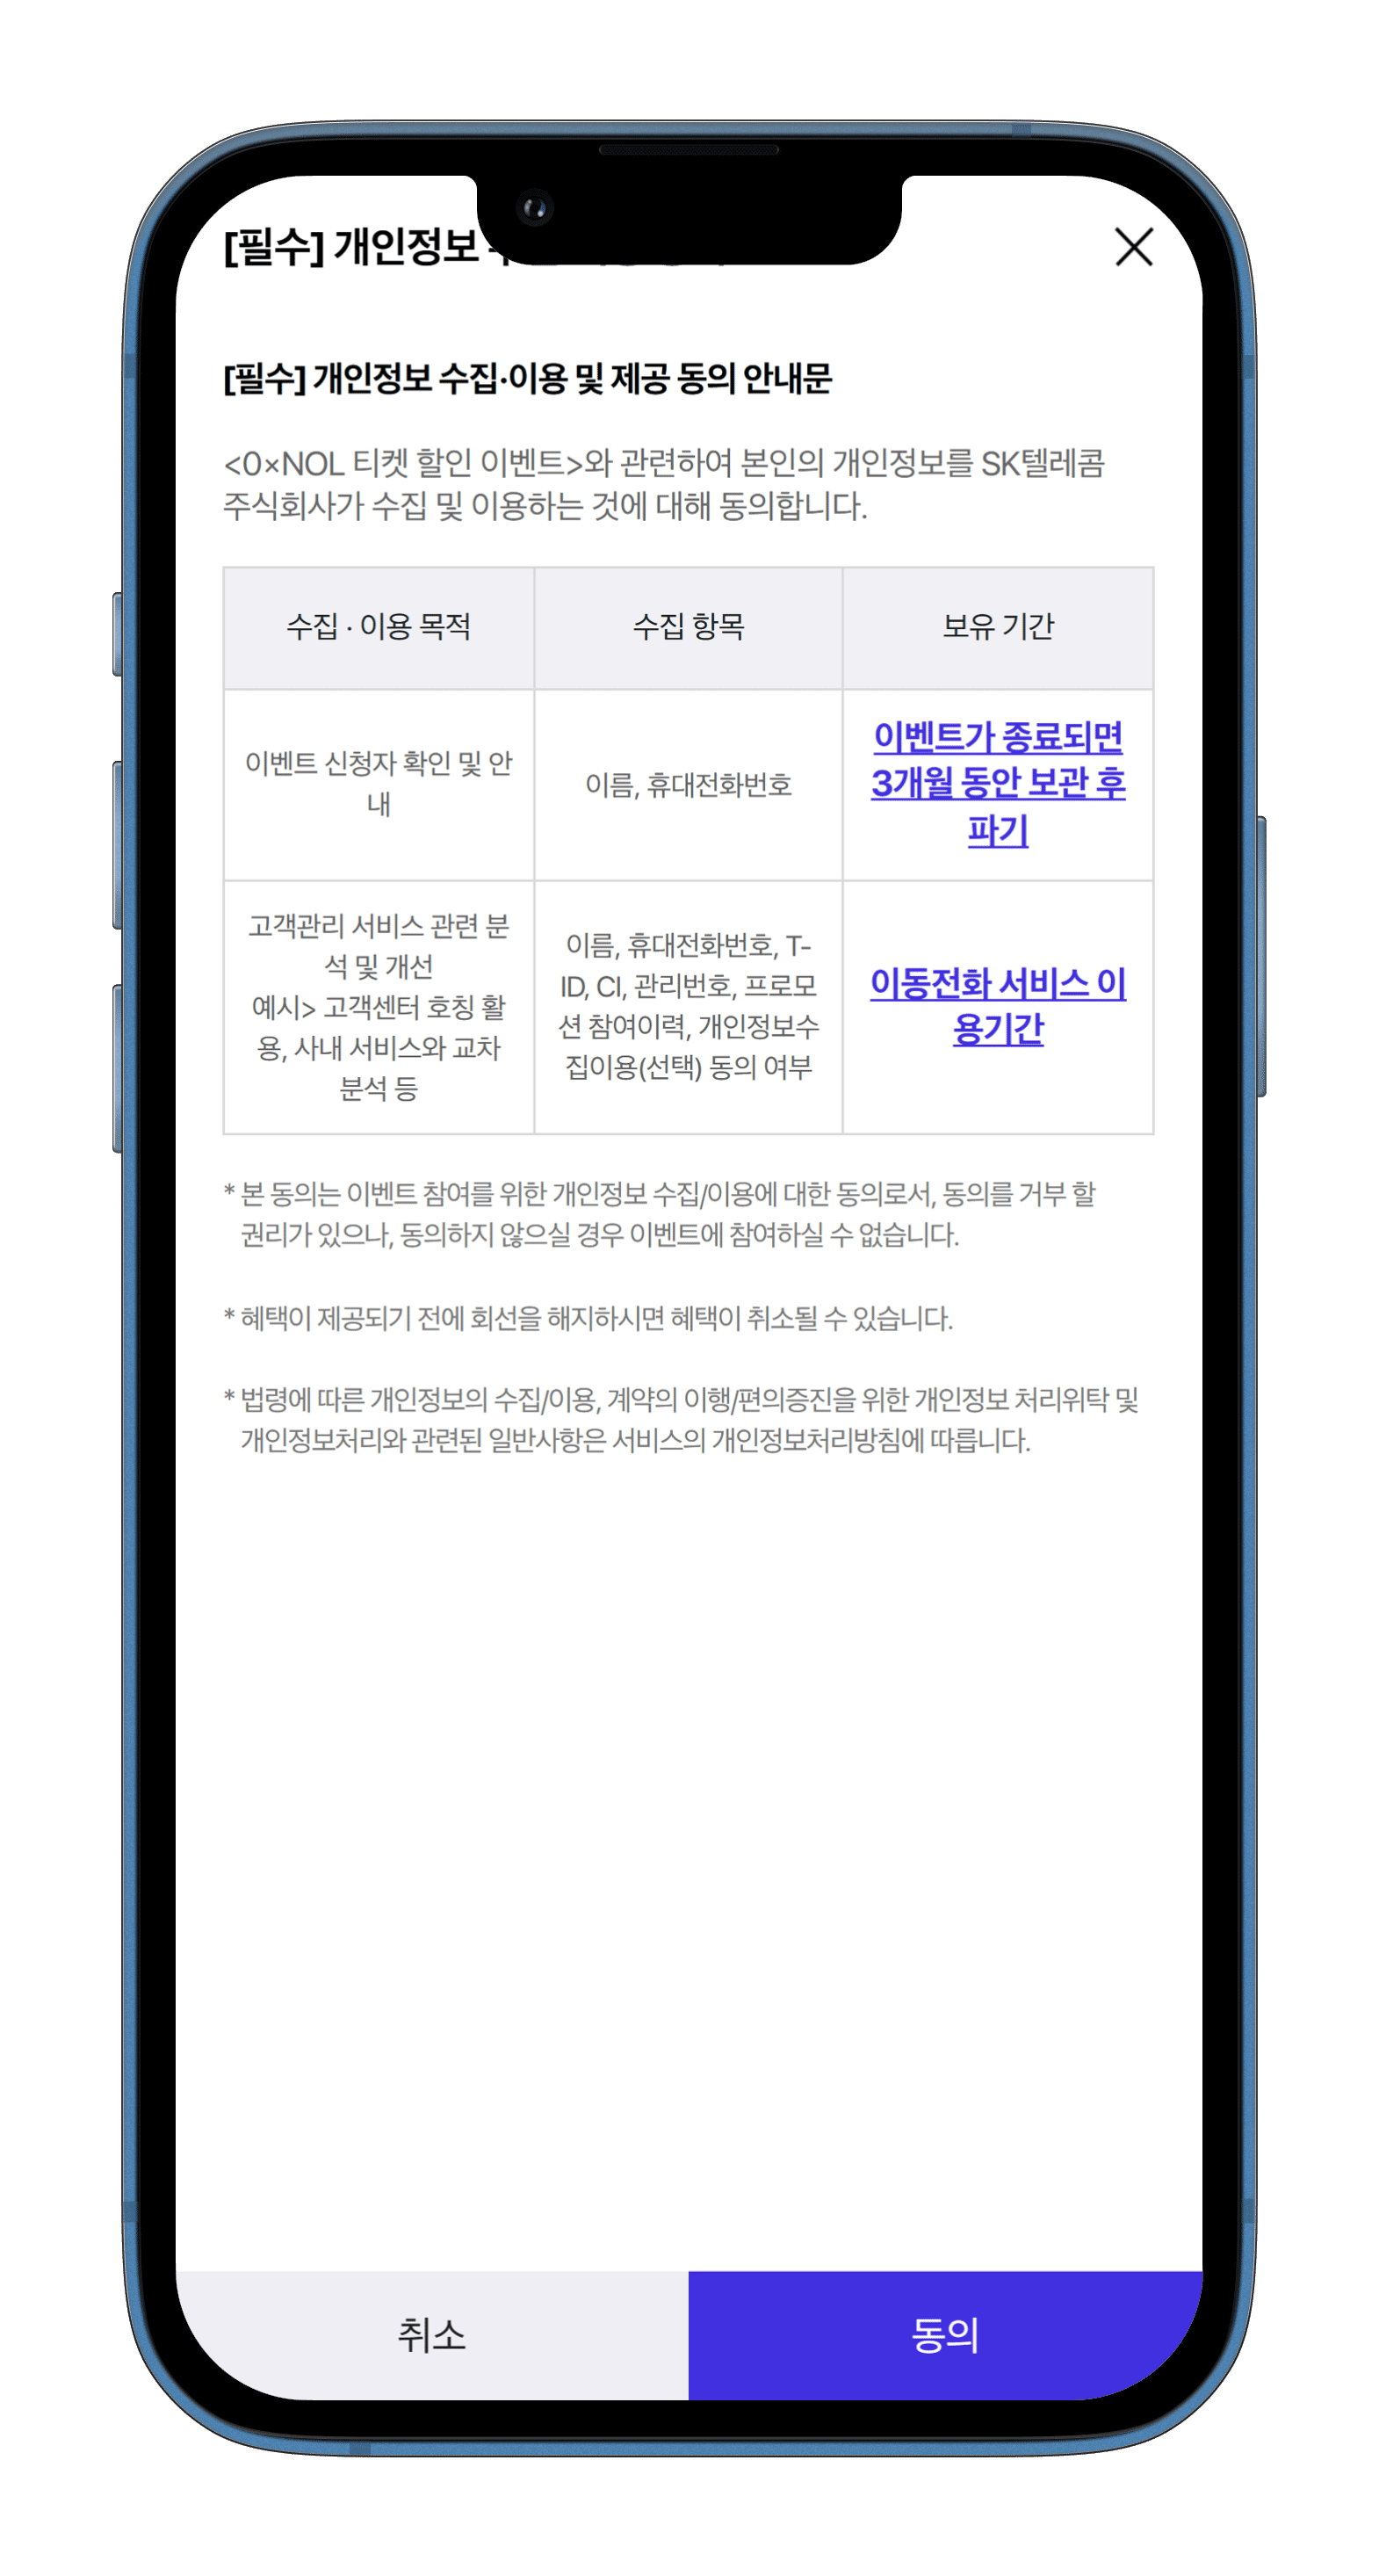 [필수] 개인정보
[필수] 개인정보 수집·이용 및 제공 동의 안내문
<0×NOL 티켓 할인 이벤트>와 관련하여 본인의 개인정보를 SK텔레콤
주식회사가 수집 및 이용하는 것에 대해 동의합니다.
수집 · 이용 목적
수집 항목
보유 기간
이벤트 신청자 확인 및 안
내
이름, 휴대전화번호
이벤트가 종료되면
3개월 동안 보관 후
파기
고객관리 서비스 관련 분
석 및 개선
예시> 고객센터 호칭 활
용, 사내 서비스와 교차
분석 등
이름, 휴대전화번호, T-
ID, CI, 관리번호, 프로모
션 참여이력, 개인정보수
집이용(선택) 동의 여부
이동전화 서비스 이
용기간
* 본 동의는 이벤트 참여를 위한 개인정보 수집/이용에 대한 동의로서, 동의를 거부 할
권리가 있으나, 동의하지 않으실 경우 이벤트에 참여하실 수 없습니다.
* 혜택이 제공되기 전에 회선을 해지하시면 혜택이 취소될 수 있습니다.
* 법령에 따른 개인정보의 수집/이용, 계약의 이행/편의증진을 위한 개인정보 처리위탁 및
개인정보처리와 관련된 일반사항은 서비스의 개인정보처리방침에 따릅니다.
취소
동의